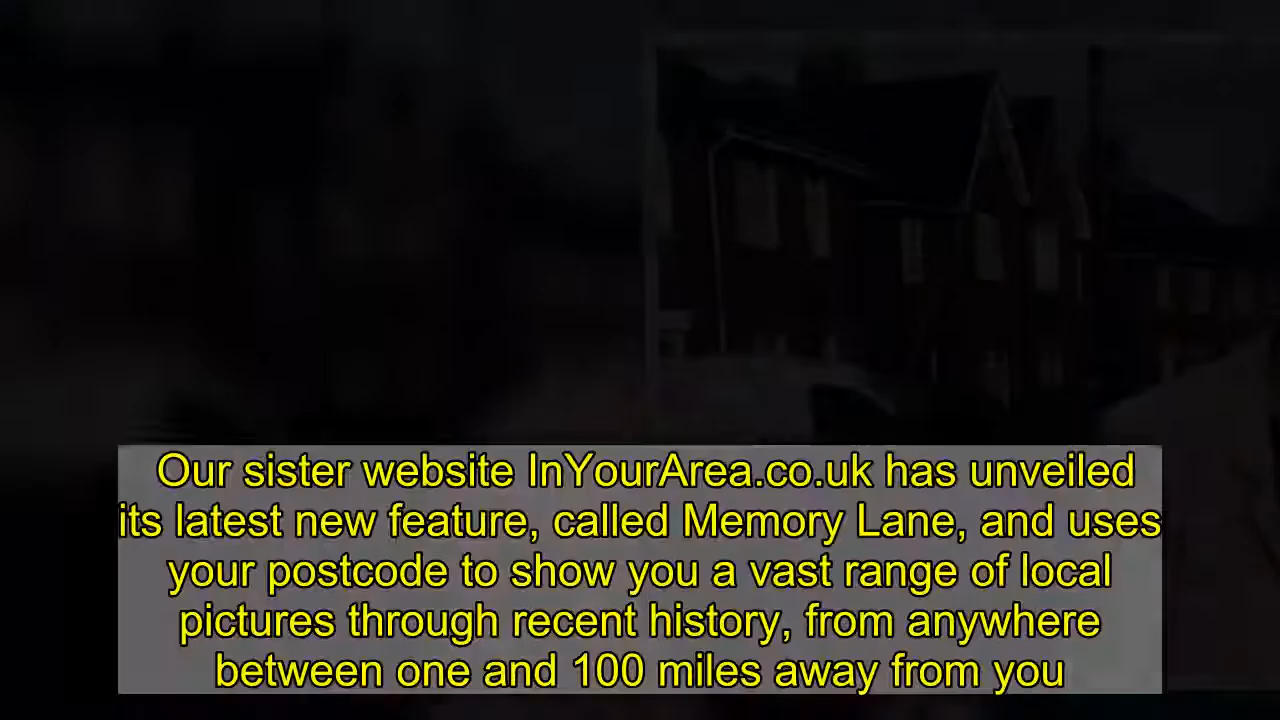 Our sister website InYourArea.co.uk has unveiled
its latest new feature, called Memory Lane, and uses
your postcode to show you a vast range of local
pictures through recent history, from anywhere
between one and 100 miles away from you